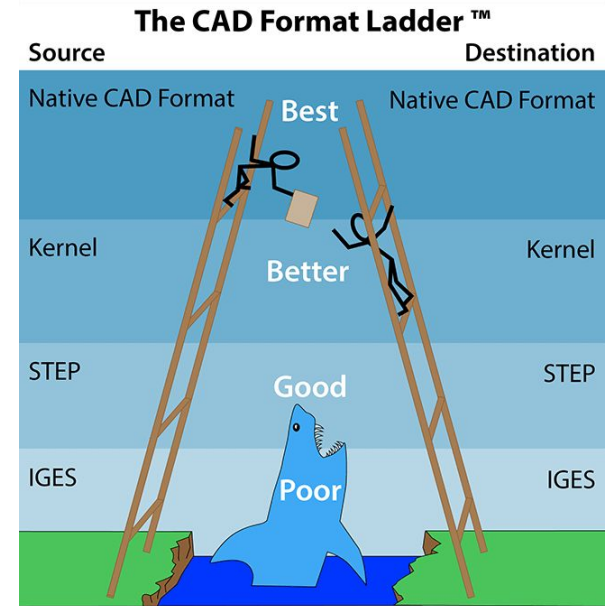 The CAD Format Ladder ™
Source Destination
Native CAD Format Best Native CAD Format
Kernel Better Kernel
STEP Good STEP
IGES Poor IGES